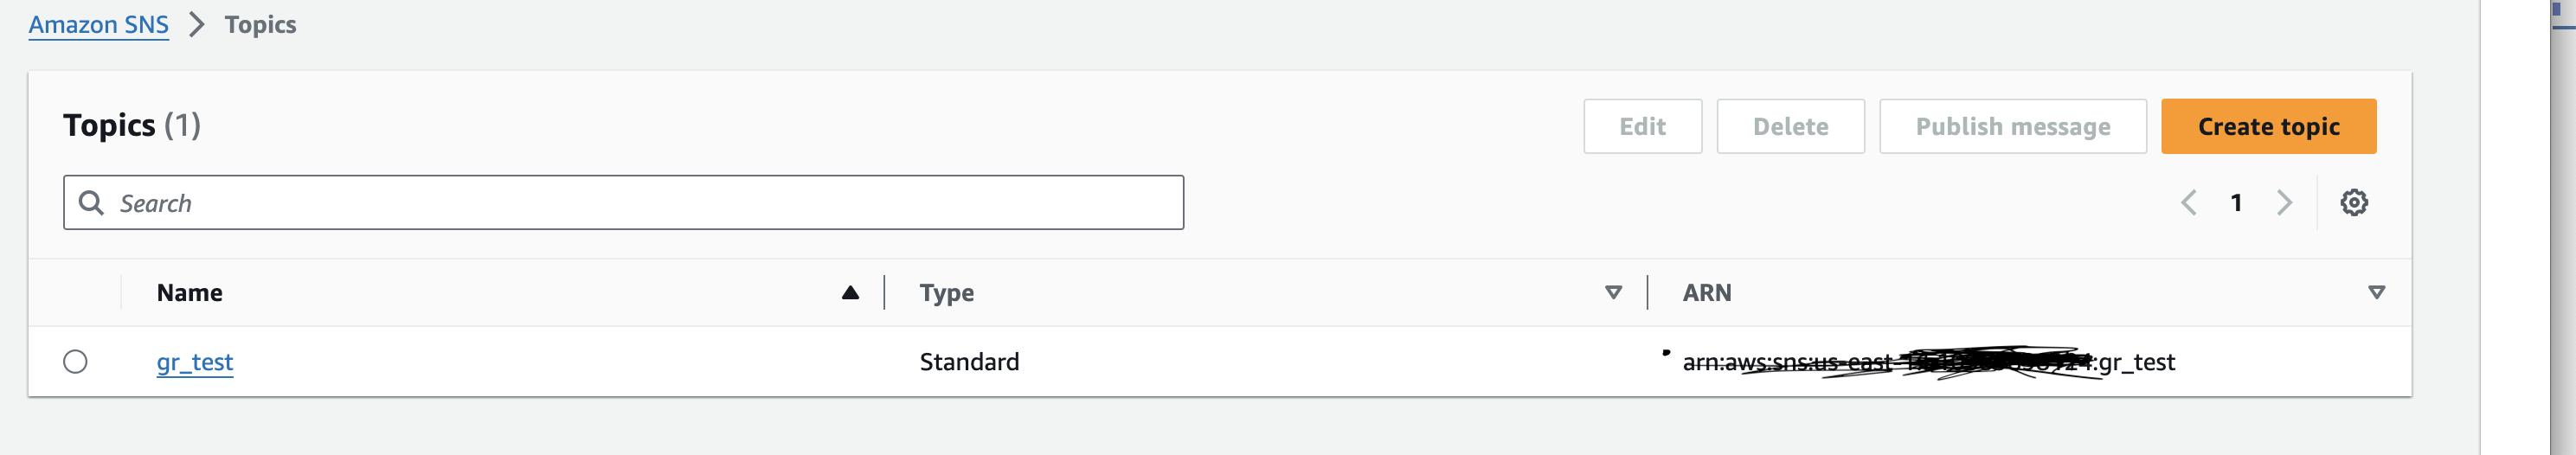 Amazon SNS > Topics
Topics (1) Edit Delete Publish message Create topic
Search 1
Name Type ARN
gr_test Standard arn:aws:sns:us-east- :gr_test